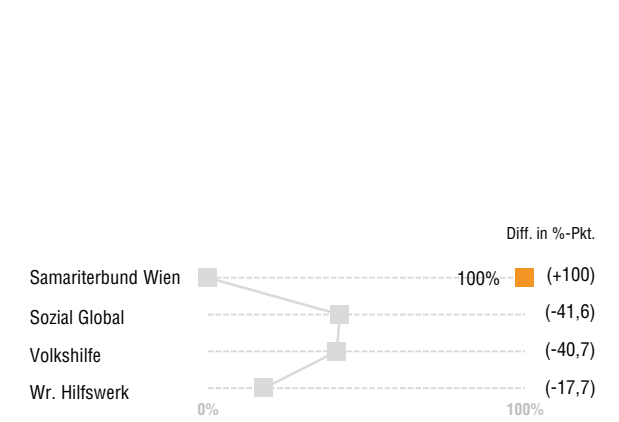 Diff. in %-Pkt.
Samariterbund Wien 100% (+100)
Sozial Global (-41,6)
Volkshilfe (-40,7)
Wr. Hilfswerk (-17,7)
0% 100%